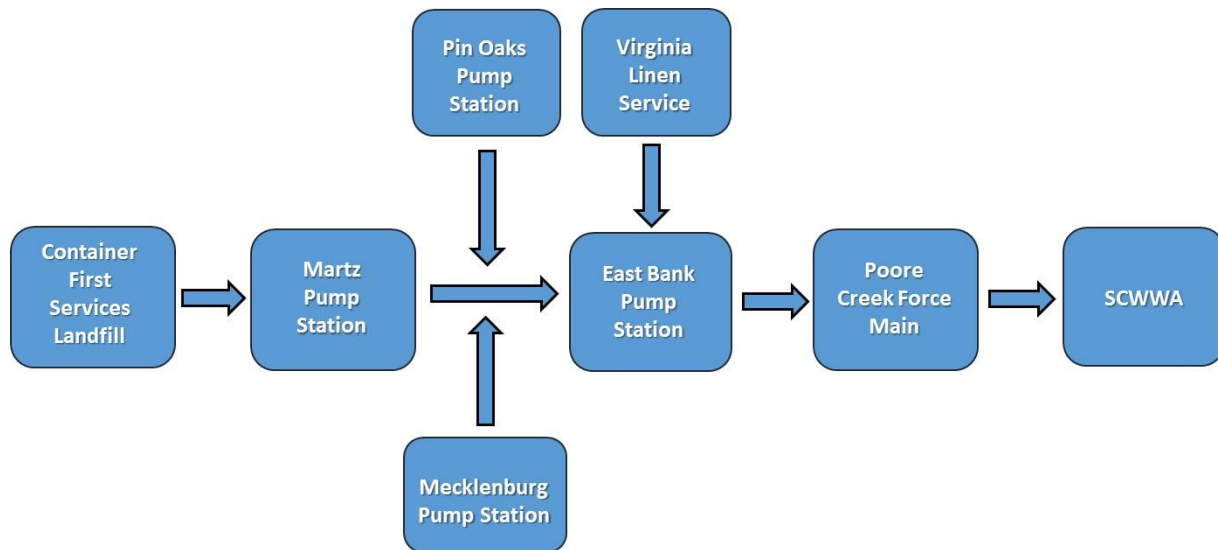 Pin Oaks
Pump
Station
Virginia
Linen
Service
Container
First
Services
Landfill
Martz
Pump
Station
East Bank
Pump
Station
Poore
Creek Force
Main
SCWWA
Mecklenburg
Pump Station